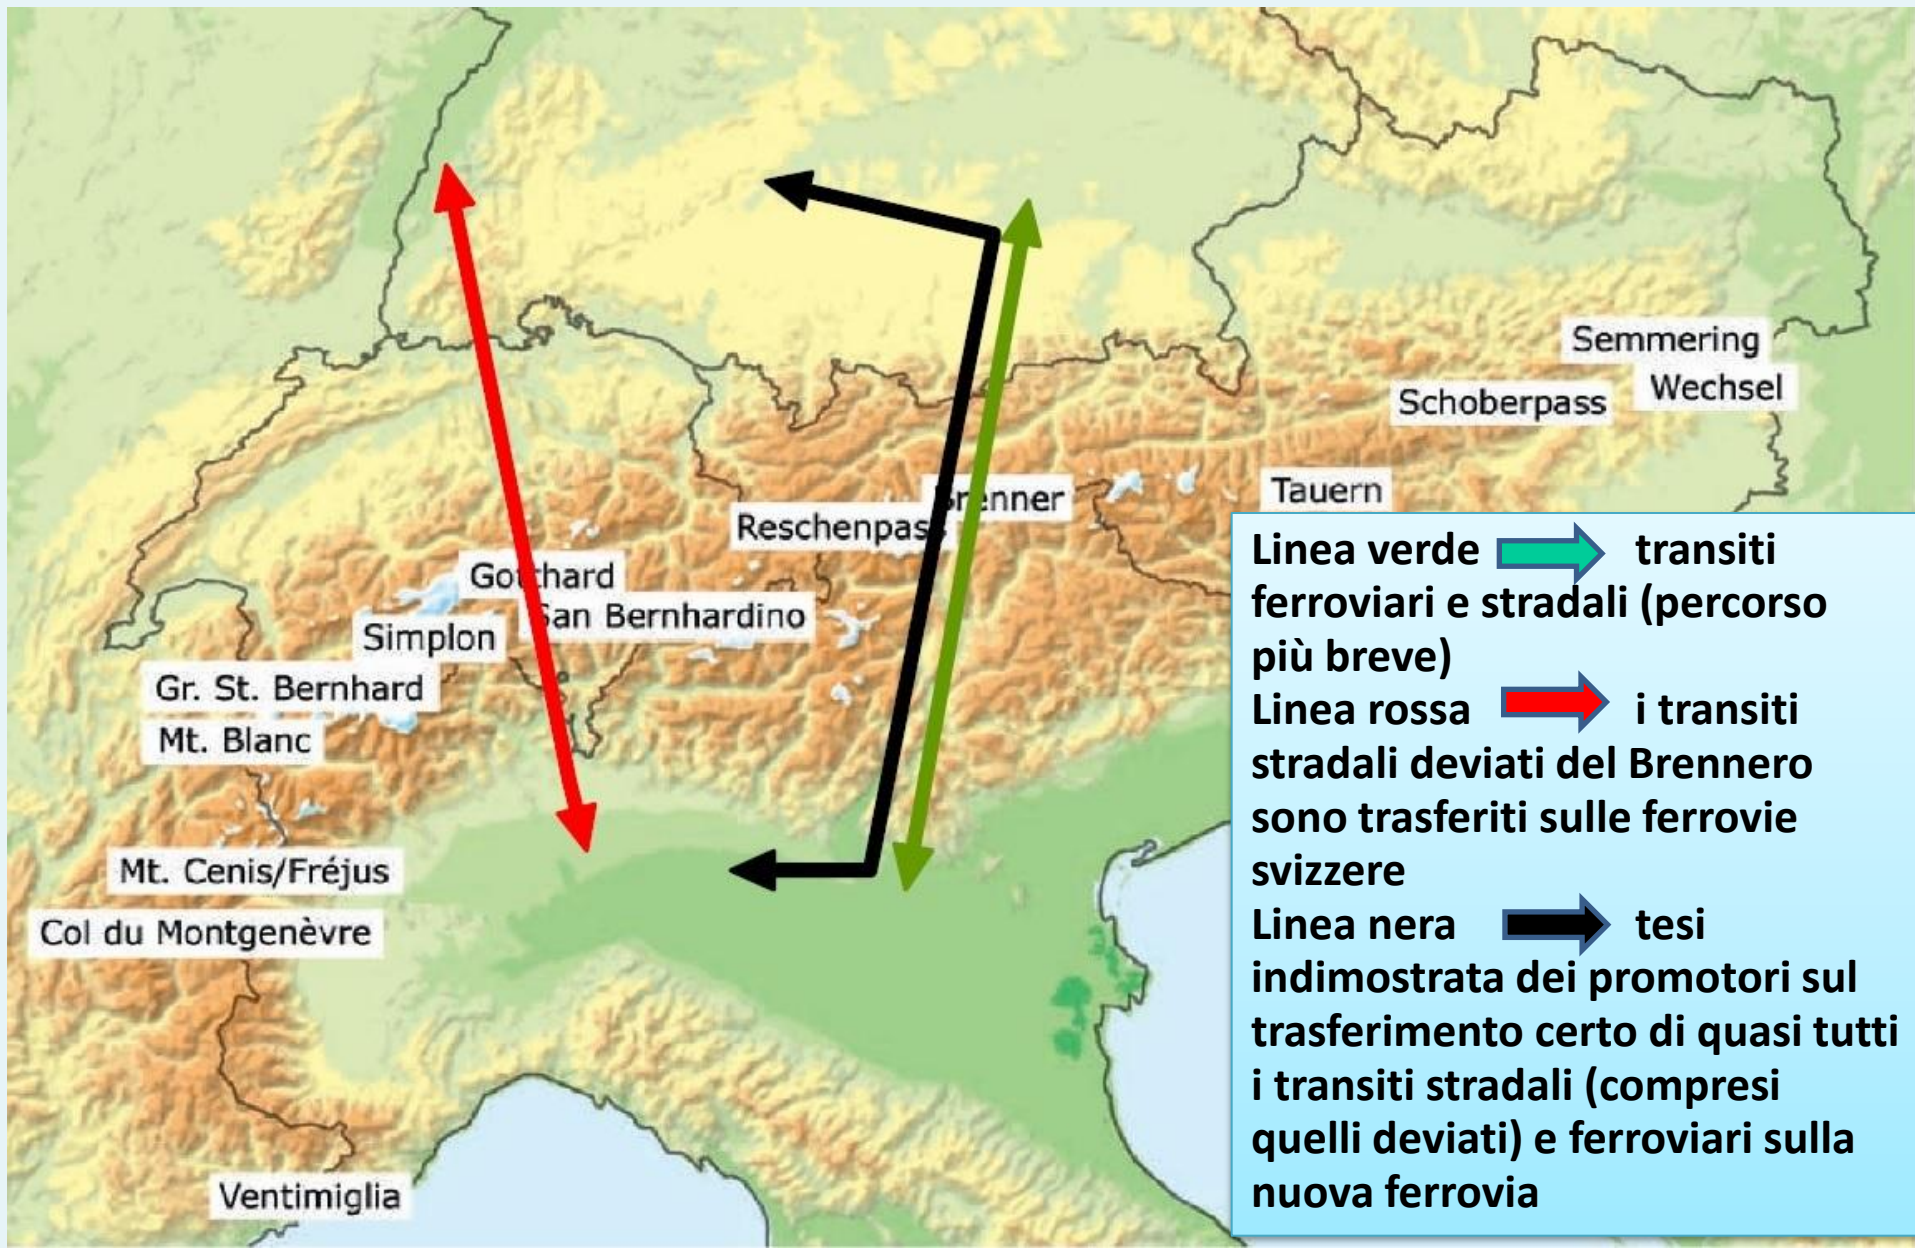 Semmering
Wechsel
Schoberpass
Tauern
Brenner
Reschenpass
Gotthard
San Bernhardino
Simplon
Gr. St. Bernhard
Mt. Blanc
Mt. Cenis/Fréjus
Col du Montgenèvre
Ventimiglia
Linea verde transiti
ferroviari e stradali (percorso
più breve)
Linea rossa i transiti
stradali deviati del Brennero
sono trasferiti sulle ferrovie
svizzere
Linea nera tesi
indimostrata dei promotori sul
trasferimento certo di quasi tutti
i transiti stradali (compresi
quelli deviati) e ferroviari sulla
nuova ferrovia